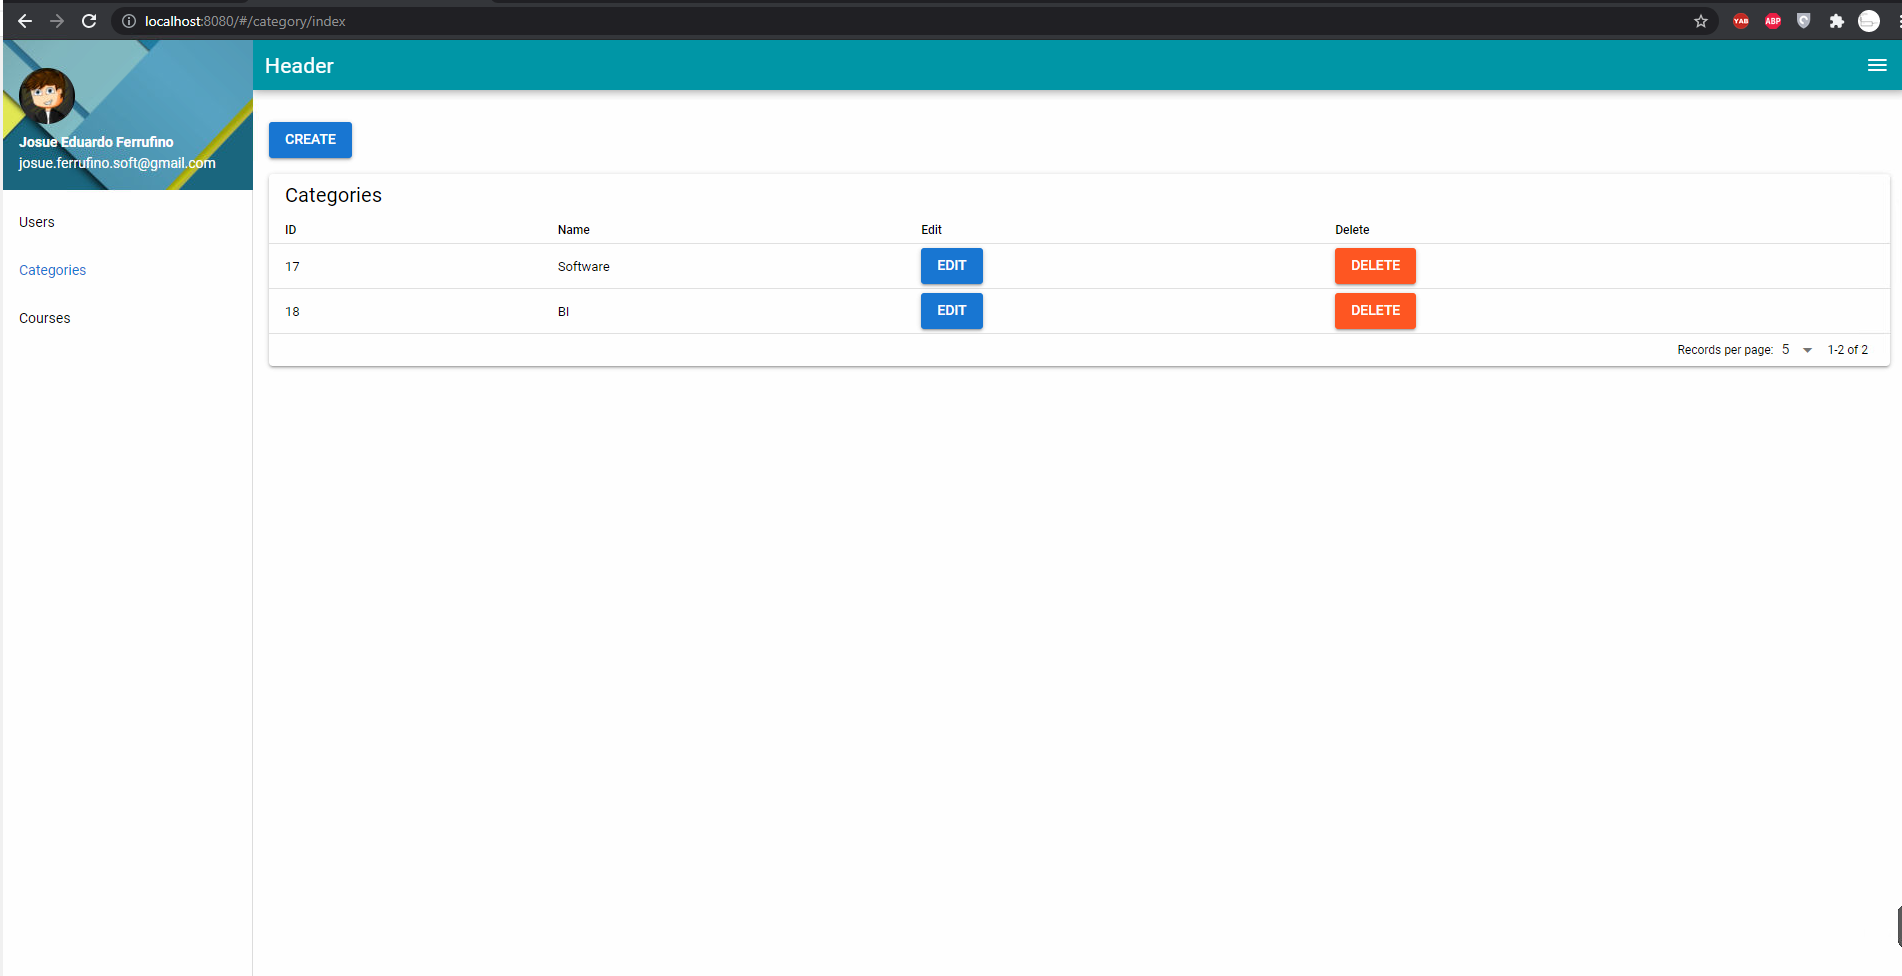 localhost:8080/#/category/index
YAB
ABP
Header
Josue Eduardo Ferrufino
josue.ferrufino.soft@gmail.com
Users
Categories
Courses
CREATE
Categories
ID Name Edit Delete
17 Software EDIT DELETE
18 BI EDIT DELETE
Records per page: 5 1-2 of 2